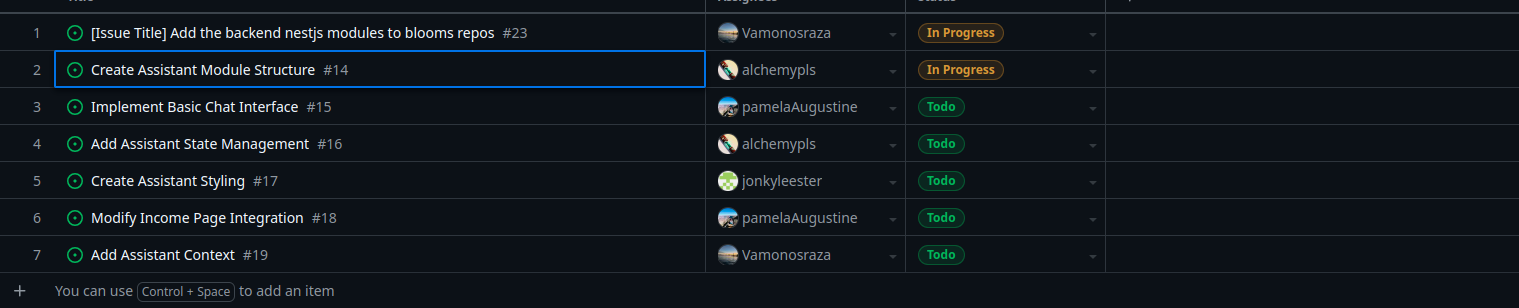 1 [Issue Title] Add the backend nestjs modules to blooms repos #23 Vamonosraza In Progress
2 Create Assistant Module Structure #14 alchemypls In Progress
3 Implement Basic Chat Interface #15 pamelaAugustine Todo
4 Add Assistant State Management #16 alchemypls Todo
5 Create Assistant Styling #17 jonkyleester Todo
6 Modify Income Page Integration #18 pamelaAugustine Todo
7 Add Assistant Context #19 Vamonosraza Todo
+ You can use Control + Space to add an item